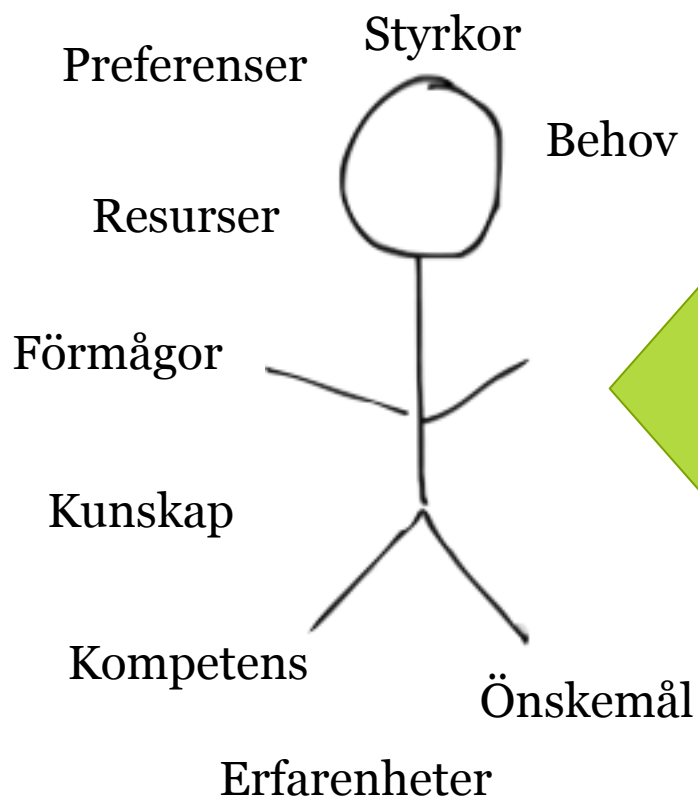 Styrkor
Preferenser
Behov
Resurser
Förmågor
Kunskap
Kompetens
Önskemål
Erfarenheter